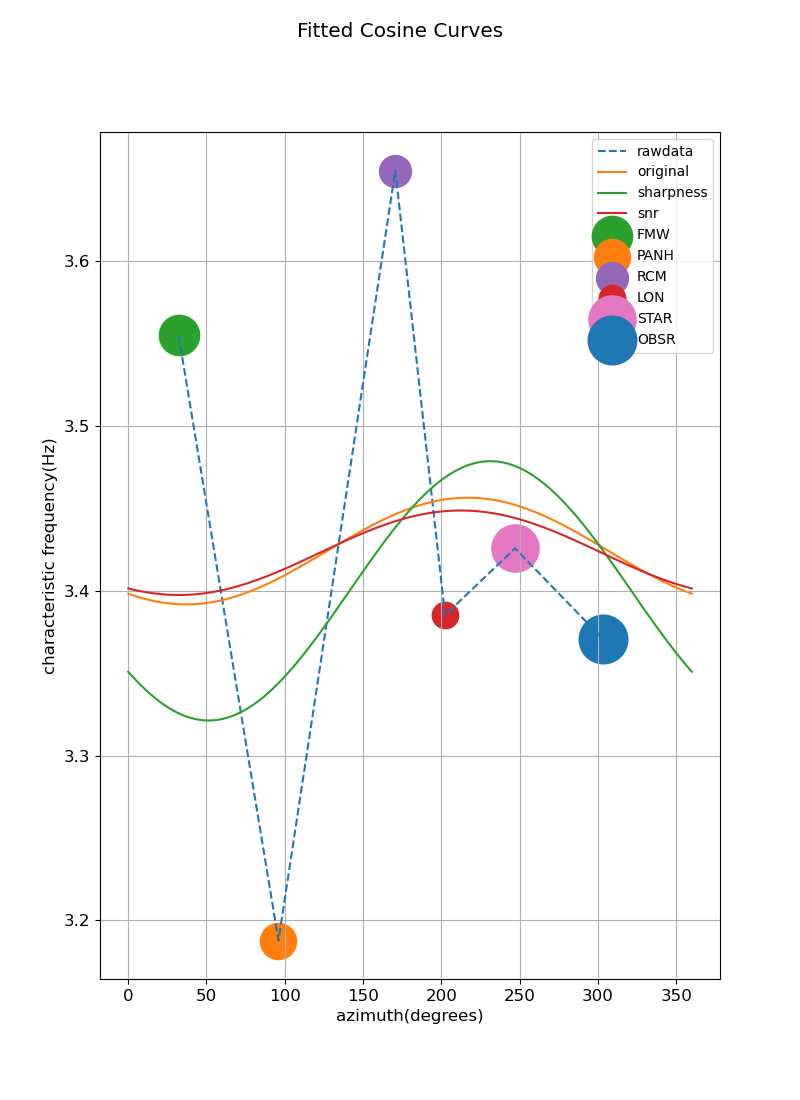 Fitted Cosine Curves
rawdata
original
sharpness
snr
FMW
PANH
RCM
LON
STAR
OBSR
characteristic frequency(Hz)
3.6
3.5
3.4
3.3
3.2
0 50 100 150 200 250 300 350
azimuth(degrees)